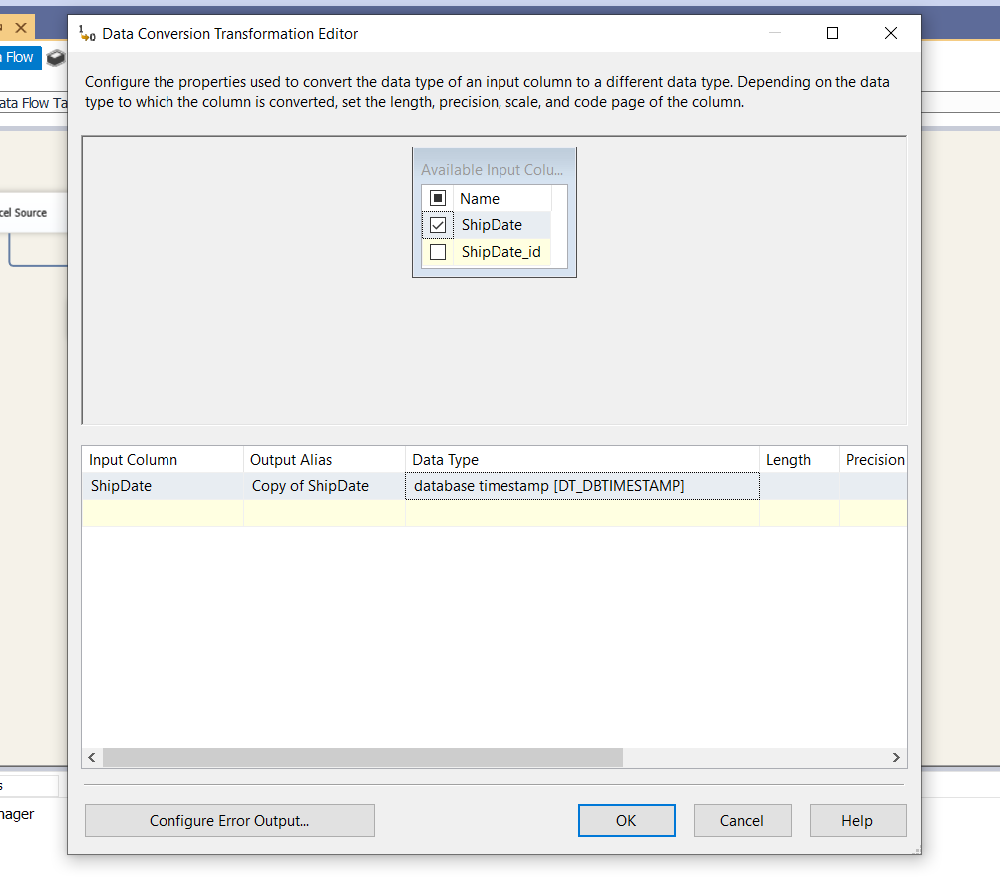 Data Conversion Transformation Editor
Flow
ata Flow Ta
Configure the properties used to convert the data type of an input column to a different data type. Depending on the data
type to which the column is converted, set the length, precision, scale, and code page of the column.
Available Input Colu...
Name
ShipDate
ShipDate_id
cel Source
Input Column Output Alias Data Type Length Precision
ShipDate Copy of ShipDate database timestamp [DT_DBTIMESTAMP]
s
nager
Configure Error Output... OK Cancel Help